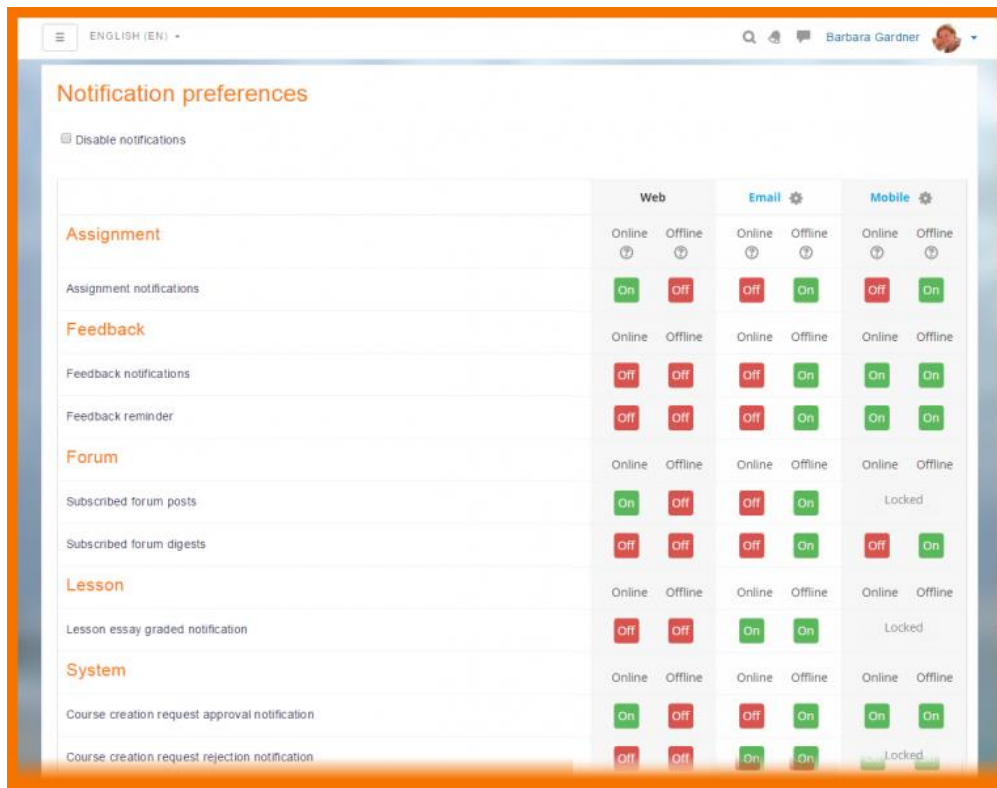 ENGLISH (EN)
Barbara Gardner
Notification preferences
Disable notifications
Web Email Mobile
Assignment Online Offline Online Offline Online Offline
Assignment notifications On Off Off On Off On
Feedback Online Offline Online Offline Online Offline
Feedback notifications Off Off Off On On On
Feedback reminder Off Off Off On On On
Forum Online Offline Online Offline Online Offline
Subscribed forum posts On Off Off On Locked
Subscribed forum digests Off Off Off On Off On
Lesson Online Offline Online Offline Online Offline
Lesson essay graded notification Off Off On On Locked
System Online Offline Online Offline Online Offline
Course creation request approval notification On Off Off On On On
Course creation request rejection notification Off Off On On Locked